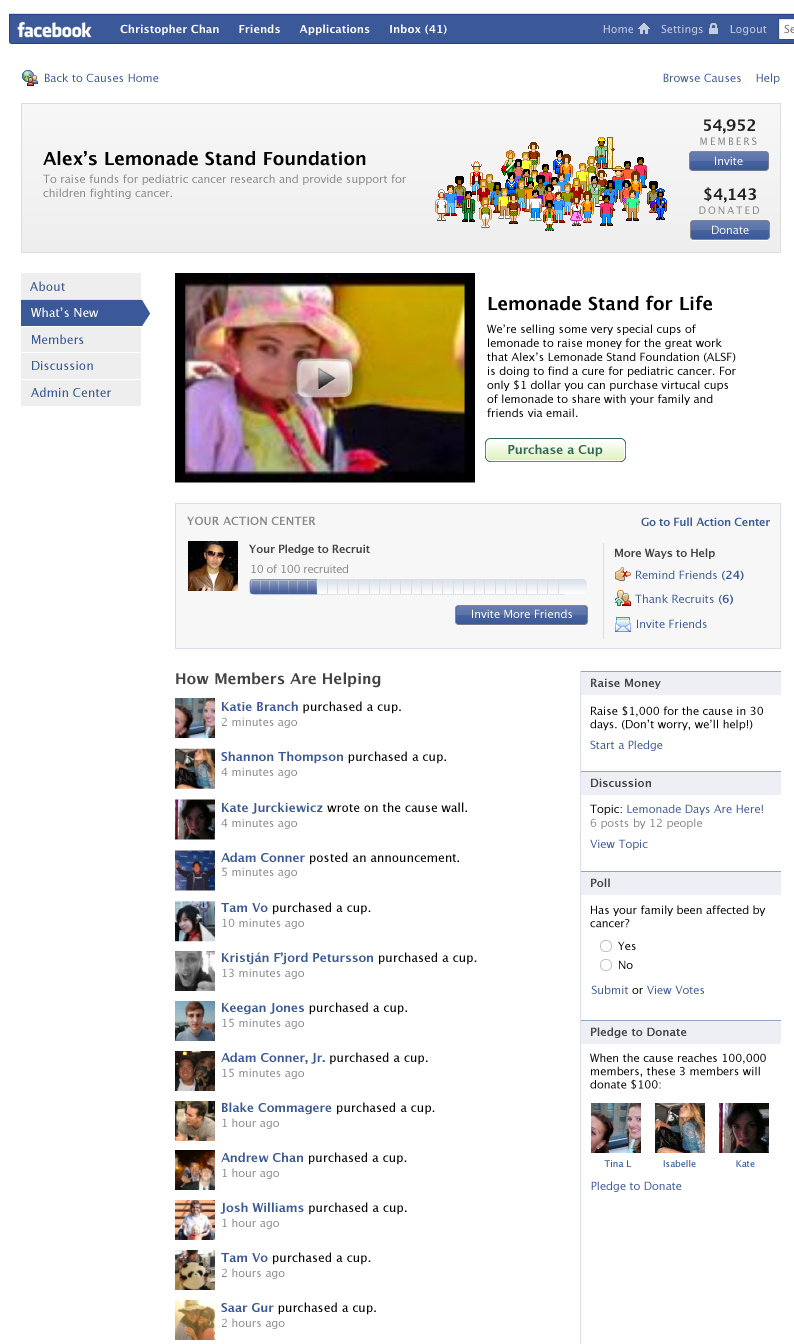 facebook Christopher Chan Friends Applications Inbox (41) Home Settings Logout Se
Back to Causes Home Browse Causes Help
Alex's Lemonade Stand Foundation
To raise funds for pediatric cancer research and provide support for
children fighting cancer.
54,952
MEMBERS
Invite
$4,143
DONATED
Donate
About
What's New
Members
Discussion
Admin Center
Lemonade Stand for Life
We're selling some very special cups of
lemonade to raise money for the great work
that Alex's Lemonade Stand Foundation (ALSF)
is doing to find a cure for pediatric cancer. For
only $1 dollar you can purchase virtucal cups
of lemonade to share with your family and
friends via email.
Purchase a Cup
YOUR ACTION CENTER
Go to Full Action Center
Your Pledge to Recruit
10 of 100 recruited
Invite More Friends
More Ways to Help
Remind Friends (24)
Thank Recruits (6)
Invite Friends
How Members Are Helping
Katie Branch purchased a cup.
2 minutes ago
Shannon Thompson purchased a cup.
4 minutes ago
Kate Jurckiewicz wrote on the cause wall.
4 minutes ago
Adam Conner posted an announcement.
5 minutes ago
Tam Vo purchased a cup.
10 minutes ago
Kristján F'jord Petursson purchased a cup.
13 minutes ago
Keegan Jones purchased a cup.
15 minutes ago
Adam Conner, Jr. purchased a cup.
15 minutes ago
Blake Commagere purchased a cup.
1 hour ago
Andrew Chan purchased a cup.
1 hour ago
Josh Williams purchased a cup.
1 hour ago
Tam Vo purchased a cup.
2 hours ago
Saar Gur purchased a cup.
2 hours ago
Raise Money
Raise $1,000 for the cause in 30
days. (Don't worry, we'll help!)
Start a Pledge
Discussion
Topic: Lemonade Days Are Here!
6 posts by 12 people
View Topic
Poll
Has your family been affected by
cancer?
Yes
No
Submit or View Votes
Pledge to Donate
When the cause reaches 100,000
members, these 3 members will
donate $100:
Tina L Isabelle Kate
Pledge to Donate